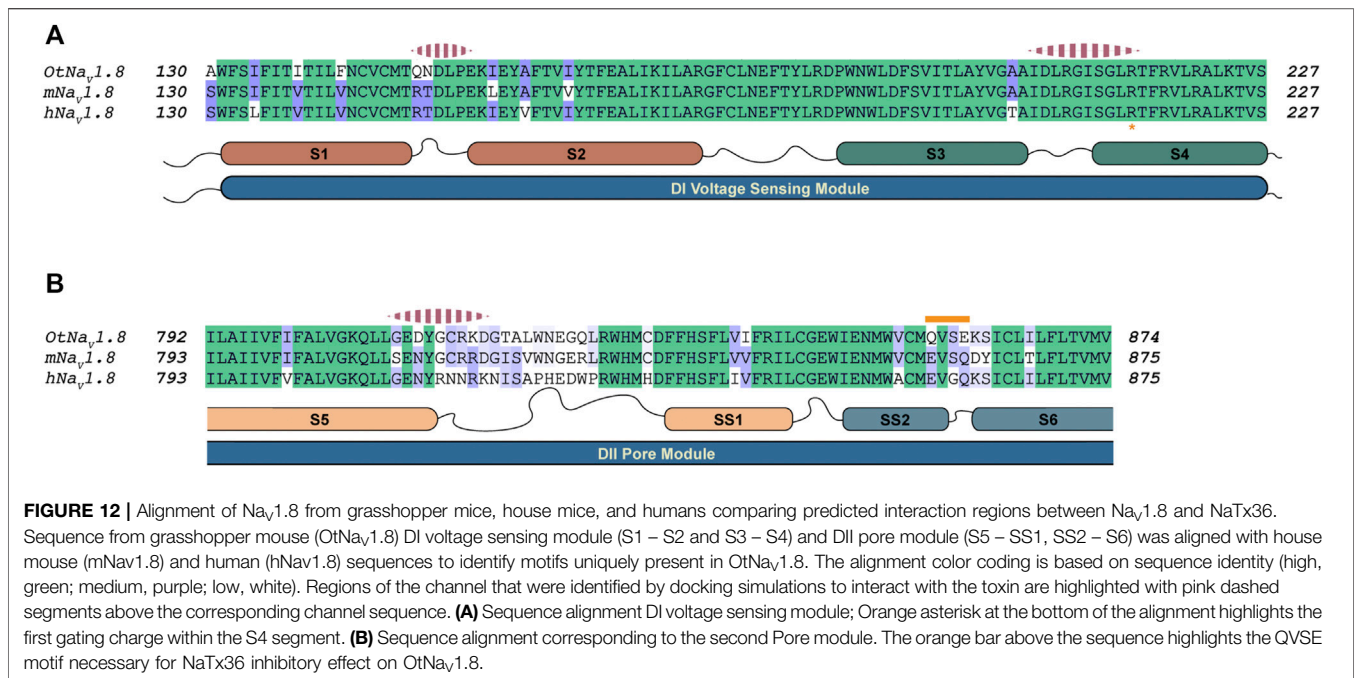 A
OtNav1.8 130 AWFSIFITITILFNCVCMTQNDLPEKIEYAFTVIYTFEALIKILARGFCLNEFTYLRDPWNWLDFSVITLAYVGAAIDLRGISGLRTFRVLRALKTVS 227
mNav1.8 130 SWFSIFITVTILVNCVCMTRTDLPEKLEYAFTVVYTFEALIKILARGFCLNEFTYLRDPWNWLDFSVITLAYVGAAIDLRGISGLRTFRVLRALKTVS 227
hNav1.8 130 SWFSLFITVTILVNCVCMTRTDLPEKIEYVFTVIYTFEALIKILARGFCLNEFTYLRDPWNWLDFSVITLAYVGTAIDLRGISGLRTFRVLRALKTVS 227
*
S1 S2 S3 S4
DI Voltage Sensing Module
B
OtNav1.8 792 ILAIIVFIFALVGKQLLGEDYGCRKDGTALWNEGQLRWHMCDFFHSFLVIFRILCGEWIENMWVCMQVSEKSICLILFLTVMV 874
mNav1.8 793 ILAIIVFIFALVGKQLLSENYGCRRDGISVWNGERLRWHMCDFFHSFLVVFRILCGEWIENMWVCMEVSQDYICLTLFLTVMV 875
hNav1.8 793 ILAIIVFVFALVGKQLLGENYRNNRKNISAPHEDWPRWHMHDFFHSFLIVFRILCGEWIENMWACMEVGQKSICLILFLTVMV 875
S5 SS1 SS2 S6
DII Pore Module
FIGURE 12 | Alignment of NaV1.8 from grasshopper mice, house mice, and humans comparing predicted interaction regions between NaV1.8 and NaTx36.
Sequence from grasshopper mouse (OtNaV1.8) DI voltage sensing module (S1 – S2 and S3 – S4) and DII pore module (S5 – SS1, SS2 – S6) was aligned with house
mouse (mNav1.8) and human (hNav1.8) sequences to identify motifs uniquely present in OtNaV1.8. The alignment color coding is based on sequence identity (high,
green; medium, purple; low, white). Regions of the channel that were identified by docking simulations to interact with the toxin are highlighted with pink dashed
segments above the corresponding channel sequence. (A) Sequence alignment DI voltage sensing module; Orange asterisk at the bottom of the alignment highlights the
first gating charge within the S4 segment. (B) Sequence alignment corresponding to the second Pore module. The orange bar above the sequence highlights the QVSE
motif necessary for NaTx36 inhibitory effect on OtNaV1.8.